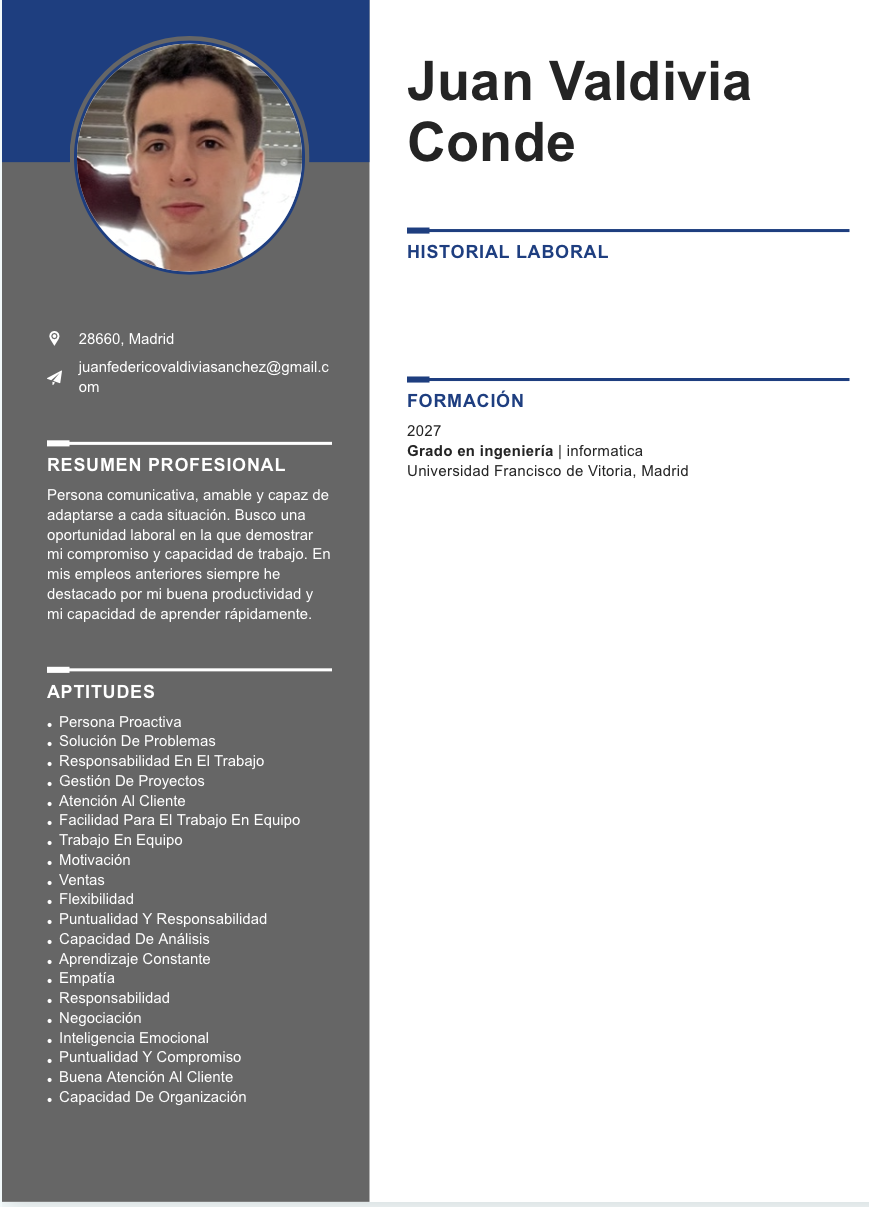 Juan Valdivia
Conde
28660, Madrid
juanfedericovaldiviasanchez@gmail.c
om
RESUMEN PROFESIONAL
Persona comunicativa, amable y capaz de
adaptarse a cada situación. Busco una
oportunidad laboral en la que demostrar
mi compromiso y capacidad de trabajo. En
mis empleos anteriores siempre he
destacado por mi buena productividad y
mi capacidad de aprender rápidamente.
APTITUDES
• Persona Proactiva
• Solución De Problemas
• Responsabilidad En El Trabajo
• Gestión De Proyectos
• Atención Al Cliente
• Facilidad Para El Trabajo En Equipo
• Trabajo En Equipo
• Motivación
• Ventas
• Flexibilidad
• Puntualidad Y Responsabilidad
• Capacidad De Análisis
• Aprendizaje Constante
• Empatía
• Responsabilidad
• Negociación
• Inteligencia Emocional
• Puntualidad Y Compromiso
• Buena Atención Al Cliente
• Capacidad De Organización
HISTORIAL LABORAL
FORMACIÓN
2027
Grado en ingeniería | informatica
Universidad Francisco de Vitoria, Madrid